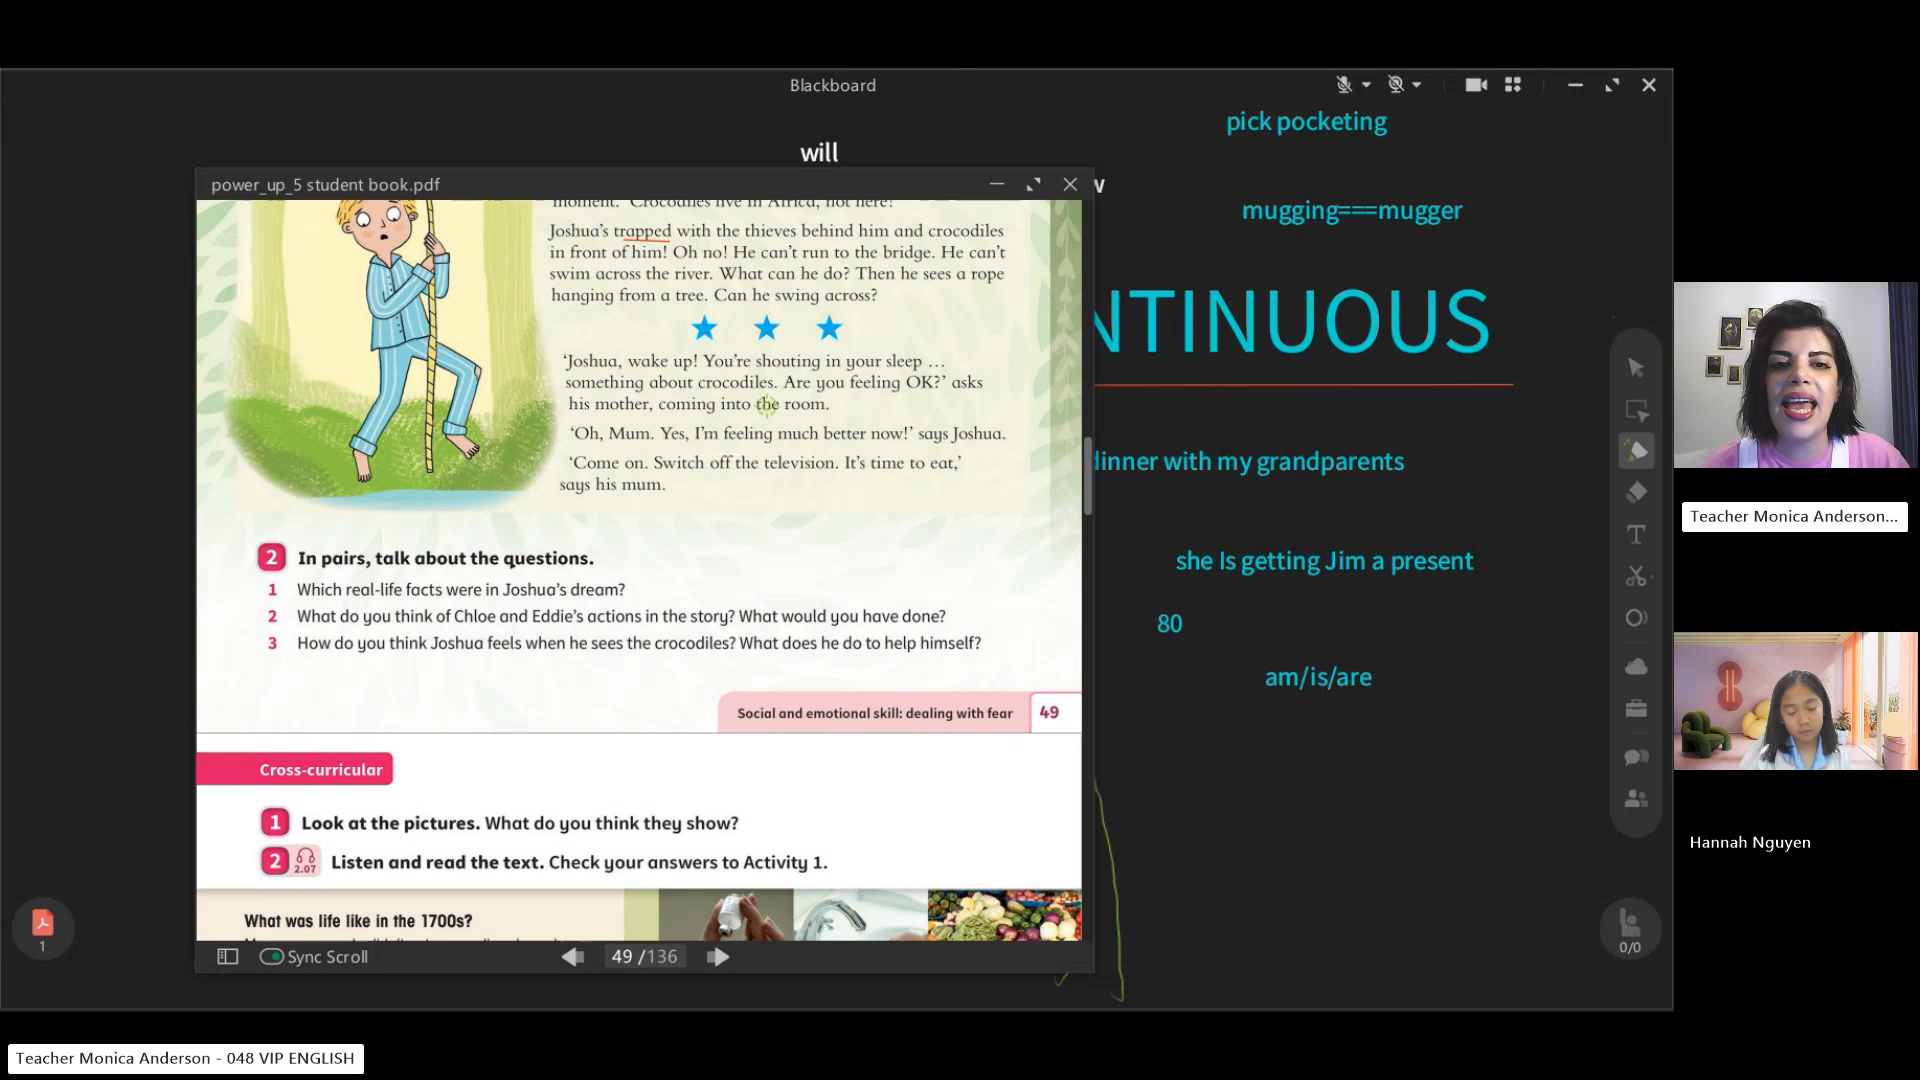 Blackboard
pick pocketing
will
w
mugging===mugger
power_up_5 student book.pdf
moment. 'Crocodiles live in Africa, not here!'
Joshua's trapped with the thieves behind him and crocodiles
in front of him! Oh no! He can't run to the bridge. He can't
swim across the river. What can he do? Then he sees a rope
hanging from a tree. Can he swing across?
NTINUOUS
'Joshua, wake up! You're shouting in your sleep …
something about crocodiles. Are you feeling OK?' asks
his mother, coming into the room.
'Oh, Mum. Yes, I'm feeling much better now!' says Joshua.
'Come on. Switch off the television. It's time to eat,'
says his mum.
dinner with my grandparents
she Is getting Jim a present
80
am/is/are
2 In pairs, talk about the questions.
1 Which real-life facts were in Joshua's dream?
2 What do you think of Chloe and Eddie's actions in the story? What would you have done?
3 How do you think Joshua feels when he sees the crocodiles? What does he do to help himself?
Social and emotional skill: dealing with fear 49
Cross-curricular
1 Look at the pictures. What do you think they show?
2 2.07 Listen and read the text. Check your answers to Activity 1.
What was life like in the 1700s?
Sync Scroll
49 /136
1
0/0
Teacher Monica Anderson...
Hannah Nguyen
Teacher Monica Anderson - 048 VIP ENGLISH